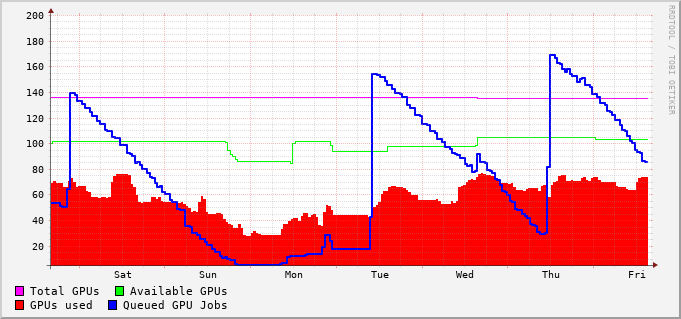 200
180
160
140
120
100
80
60
40
20
Sat Sun Mon Tue Wed Thu Fri
Total GPUs Available GPUs
GPUs used Queued GPU Jobs
RRDTOOL / TOBI OETIKER